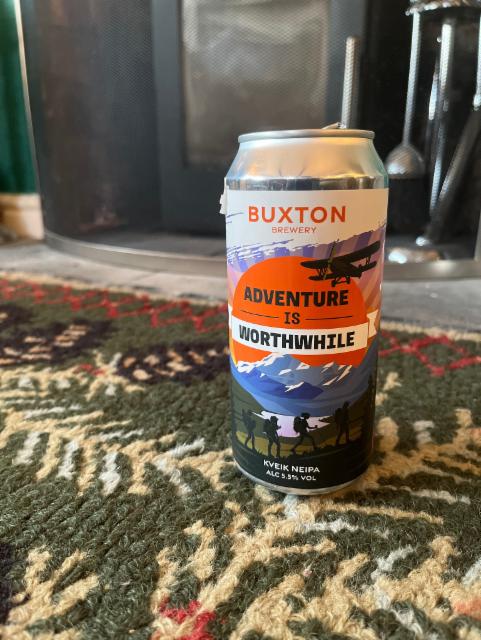 BUXTON
BREWERY
ADVENTURE
IS
WORTHWHILE
KVEIK NEIPA
ALC 5.5% VOL